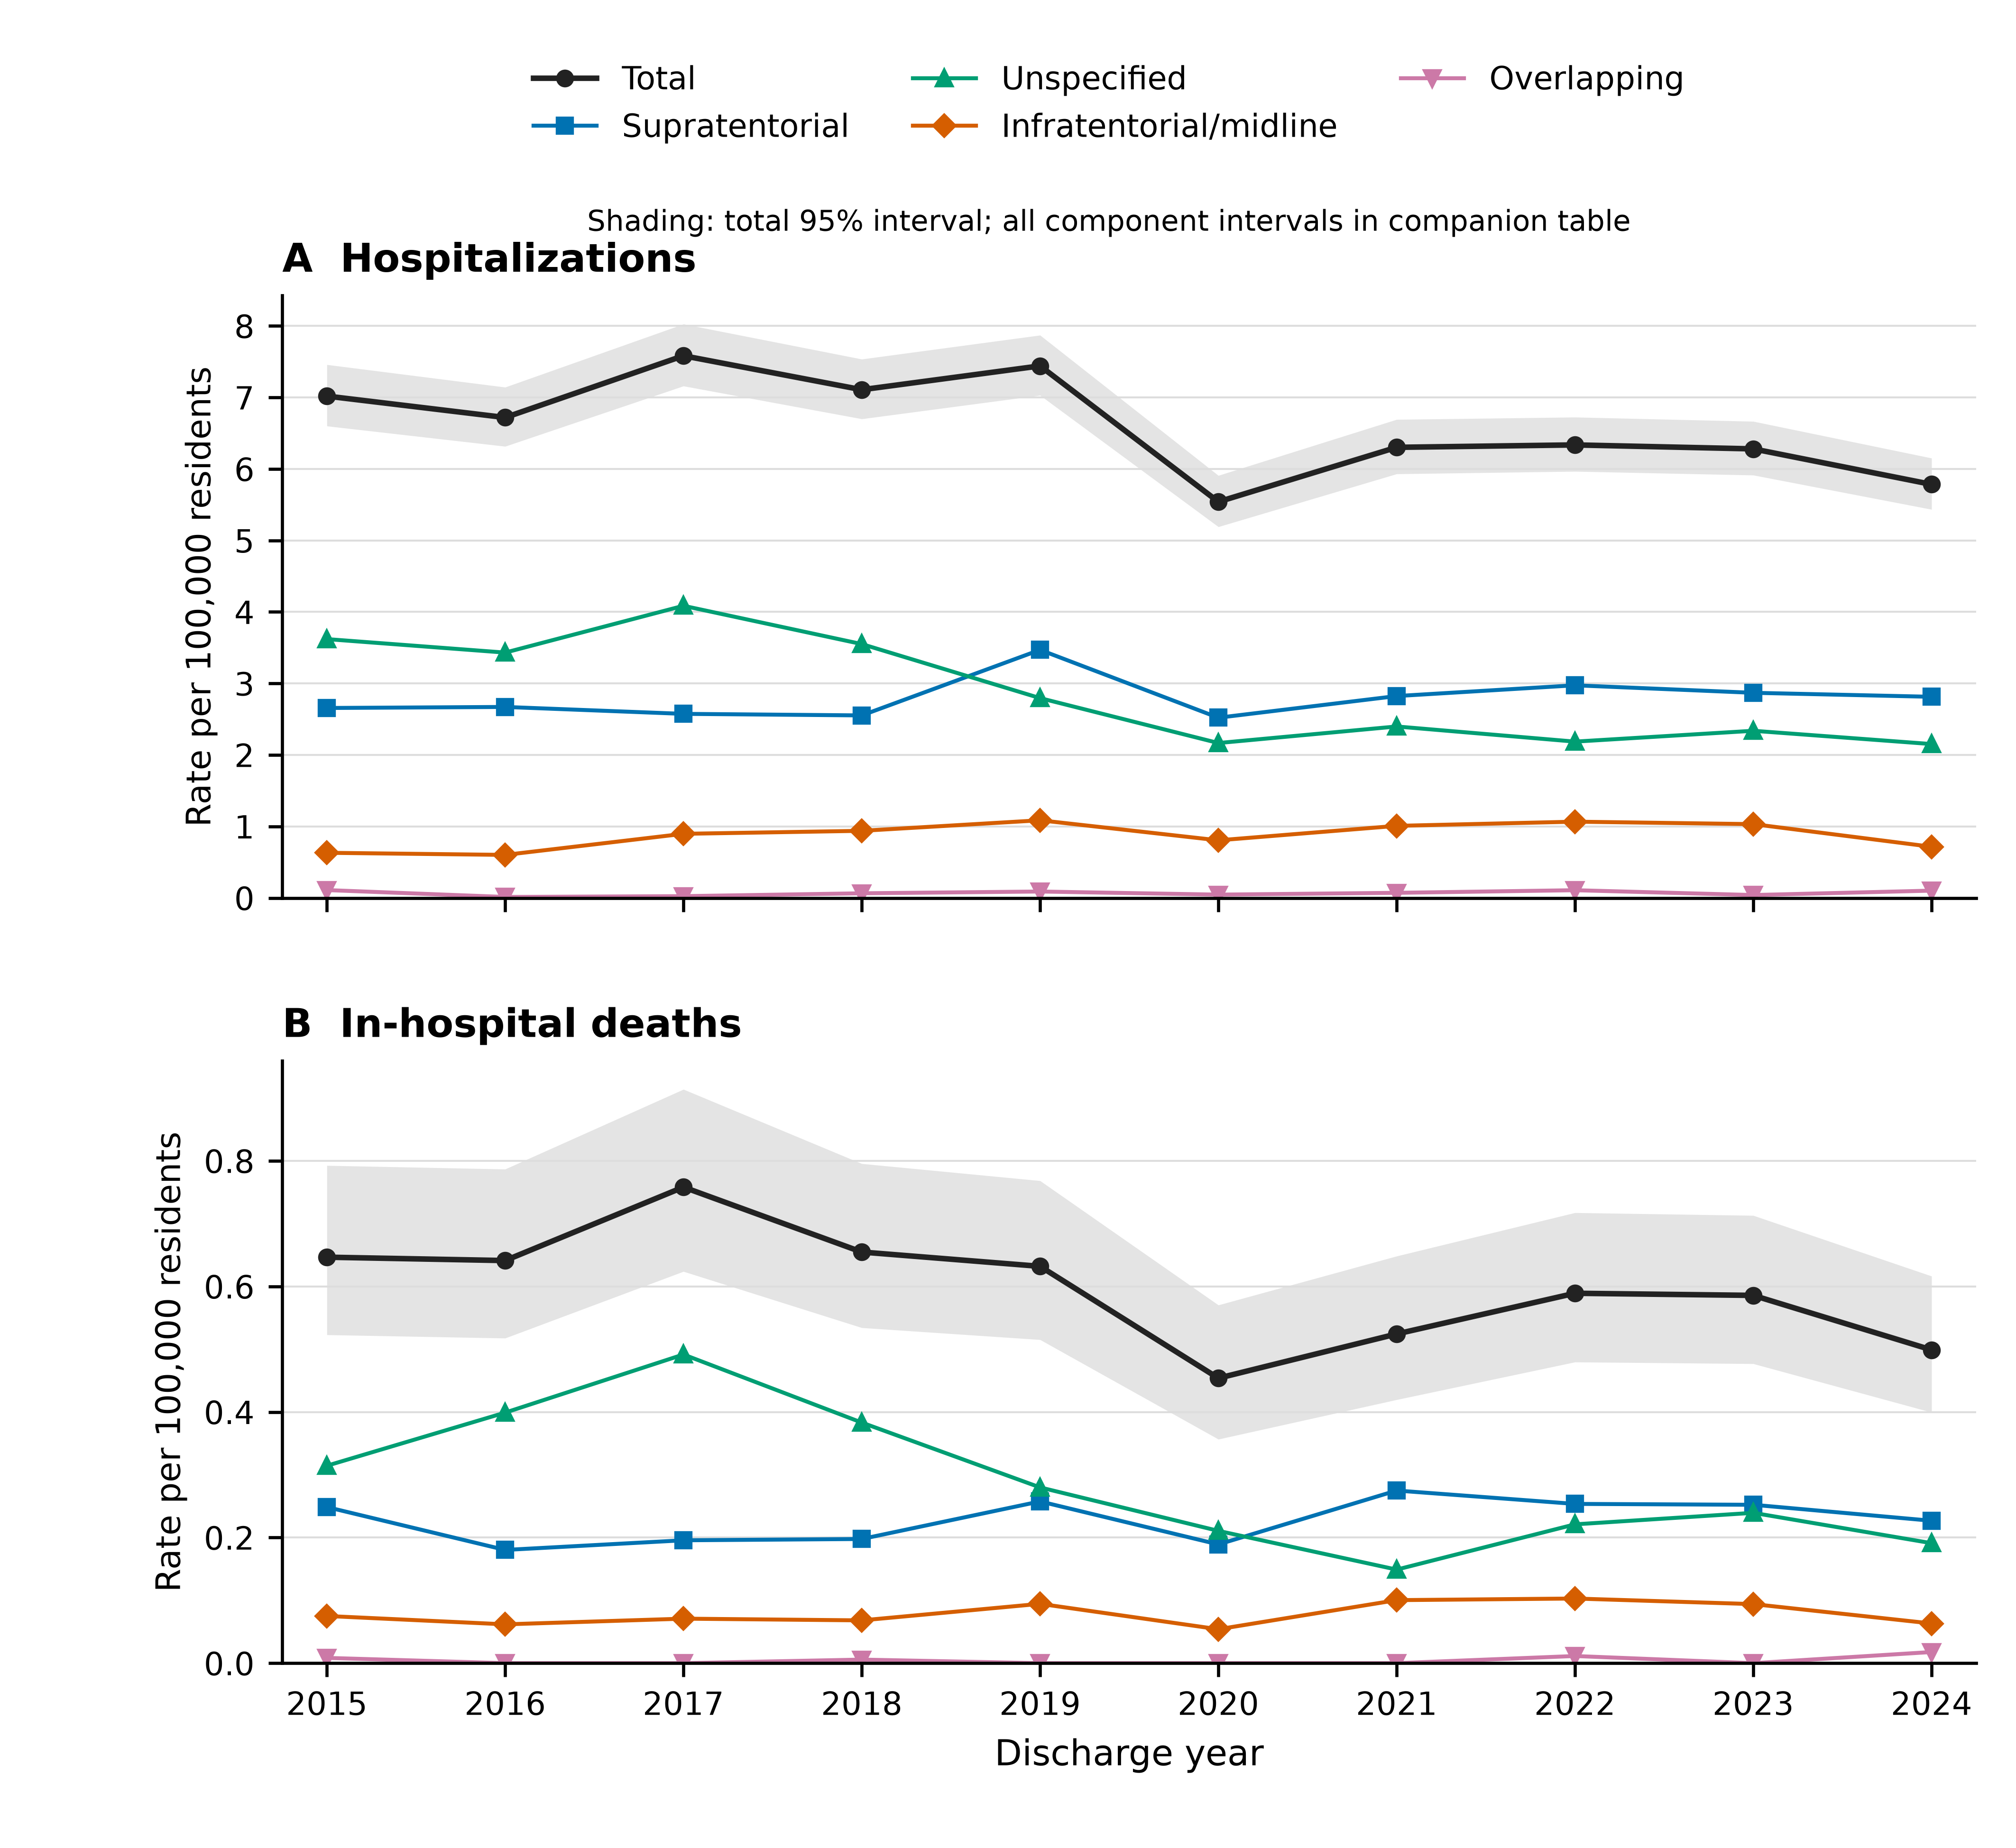 Total
Unspecified
Overlapping
Supratentorial
Infratentorial/midline
Shading: total 95% interval; all component intervals in companion table
A Hospitalizations
Rate per 100,000 residents
8
7
6
5
4
3
2
1
0
B In-hospital deaths
Rate per 100,000 residents
0.8
0.6
0.4
0.2
0.0
2015 2016 2017 2018 2019 2020 2021 2022 2023 2024
Discharge year